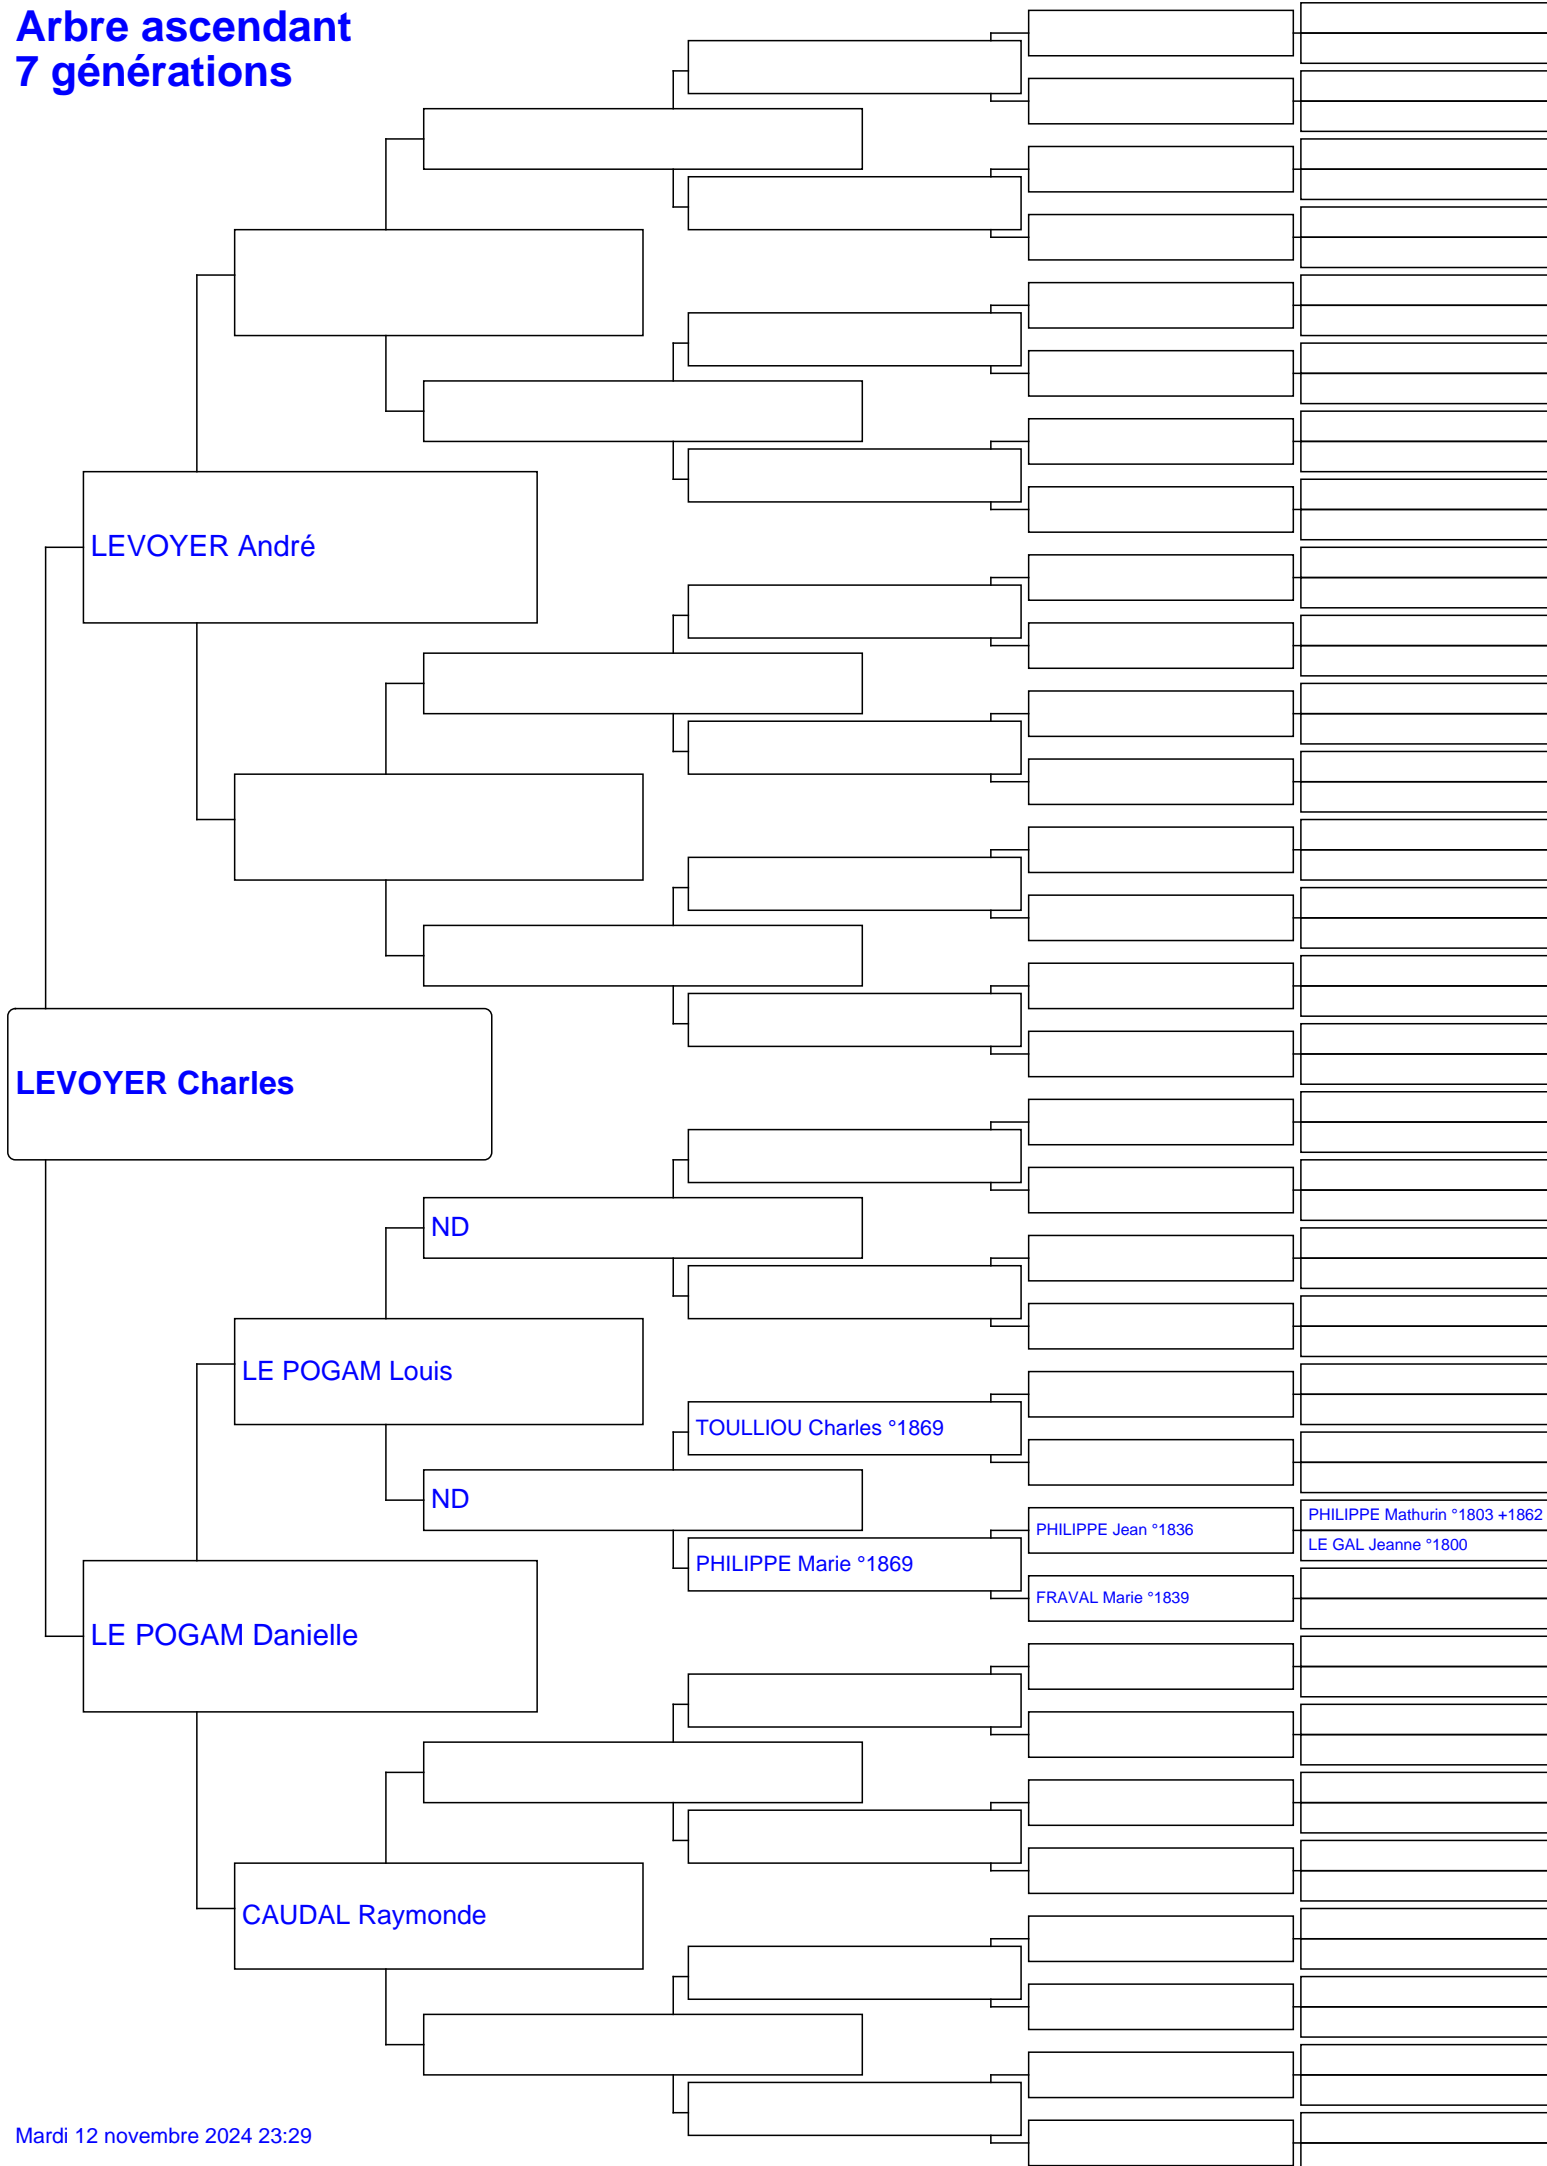 Arbre ascendant
7 générations
LEVOYER André
LEVOYER Charles
ND
LE POGAM Louis
TOULLIOU Charles °1869
ND
PHILIPPE Mathurin °1803 +1862
PHILIPPE Jean °1836
LE GAL Jeanne °1800
PHILIPPE Marie °1869
FRAVAL Marie °1839
LE POGAM Danielle
CAUDAL Raymonde
Mardi 12 novembre 2024 23:29